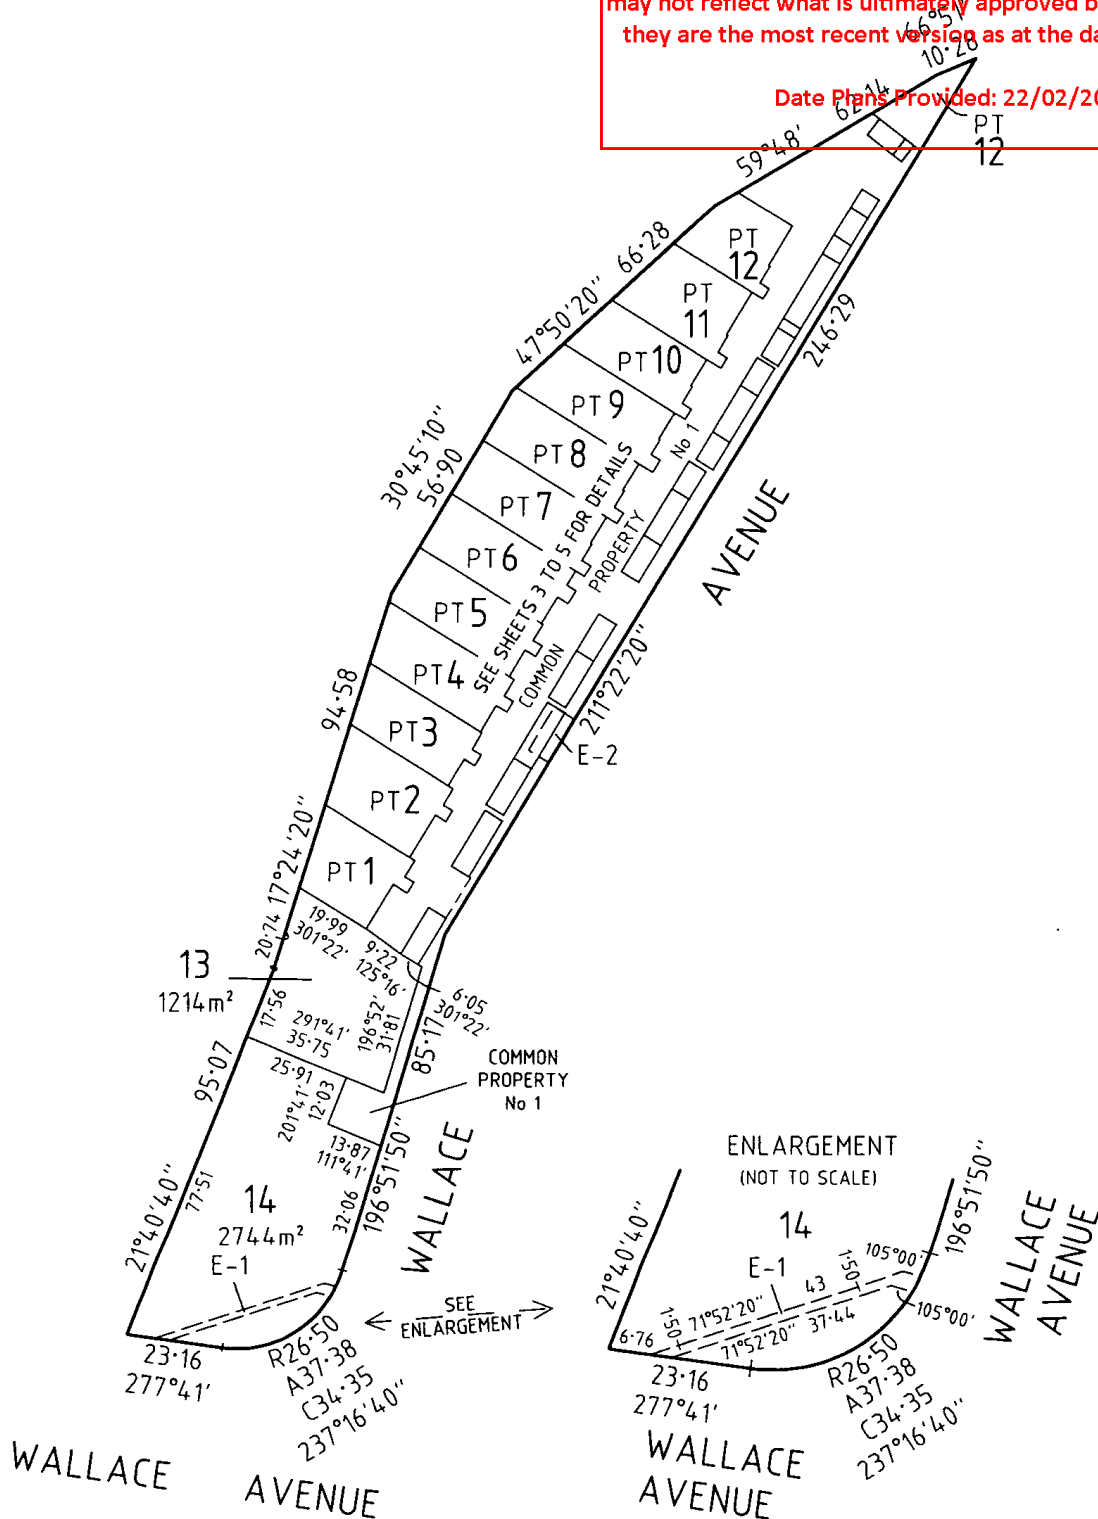 may not reflect what is ultimately approved b
they are the most recent version as at the da
Date Plans Provided: 22/02/20
66°51'
10·28
62·14
59°48'
PT
12
66·28
47°50'20"
PT
12
PT
11
PT 10
PT 9
PT 8
PT 7
PT 6
PT 5
PT 4
PT 3
PT 2
PT 1
30°45'10"
56·90
94·58
17°24'20"
20·74
SEE SHEETS 3 TO 5 FOR DETAILS
COMMON
PROPERTY
No 1
246·29
211°22'20"
AVENUE
E-2
19·99
301°22'
9·22
125°16'
6·05
301°22'
13
1214m²
17·56
291°41'
35·75
196°52'
31·81
85·17
95·07
25·91
201°41'
12·03
COMMON
PROPERTY
No 1
13·87
111°41'
196°51'50"
32·06
WALLACE
21°40'40"
77·51
14
2744m²
E-1
SEE
ENLARGEMENT
23·16
277°41'
R26·50
A37·38
C34·35
237°16'40"
WALLACE
AVENUE
ENLARGEMENT
(NOT TO SCALE)
14
21°40'40"
196°51'50"
WALLACE
AVENUE
E-1
105°00'
1·50
43
71°52'20"
1·50
6·76
71°52'20"
37·44
105°00'
23·16
277°41'
R26·50
A37·38
C34·35
237°16'40"
WALLACE
AVENUE